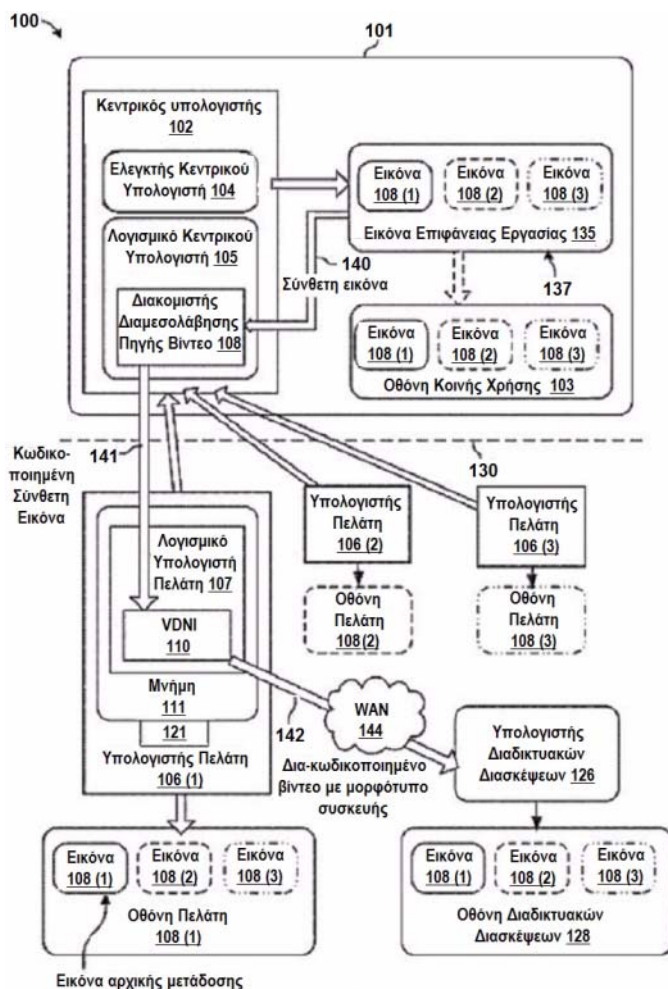 100
101
Κεντρικός υπολογιστής
102
Ελεγκτής Κεντρικού
Υπολογιστή 104
Λογισμικό Κεντρικού
Υπολογιστή 105
Διακομιστής
Διαμεσολάβησης
Πηγής Βίντεο 108
Εικόνα
108 (1)
Εικόνα
108 (2)
Εικόνα
108 (3)
Εικόνα Επιφάνειας Εργασίας 135
140
Σύνθετη εικόνα
137
Εικόνα
108 (1)
Εικόνα
108 (2)
Εικόνα
108 (3)
Οθόνη Κοινής Χρήσης 103
141
Κωδικο-
ποιημένη
Σύνθετη
Εικόνα
130
Λογισμικό
Υπολογιστή
Πελάτη 107
VDNI
110
Μνήμη
111
121
Υπολογιστής Πελάτη
106 (1)
Υπολογιστής
Πελάτη
106 (2)
Οθόνη
Πελάτη
108(2)
Υπολογιστής
Πελάτη
106 (3)
Οθόνη
Πελάτη
108 (3)
142
WAN
144
Δια-κωδικοποιημένο
βίντεο με μορφότυπο
συσκευής
Υπολογιστής
Διαδικτυακών
Διασκέψεων 126
Εικόνα
108 (1)
Εικόνα
108 (2)
Εικόνα
108 (3)
Οθόνη Πελάτη
108 (1)
Εικόνα αρχικής μετάδοσης
Εικόνα
108 (1)
Εικόνα
108 (2)
Εικόνα
108 (3)
Οθόνη Διαδικτυακών
Διασκέψεων 128